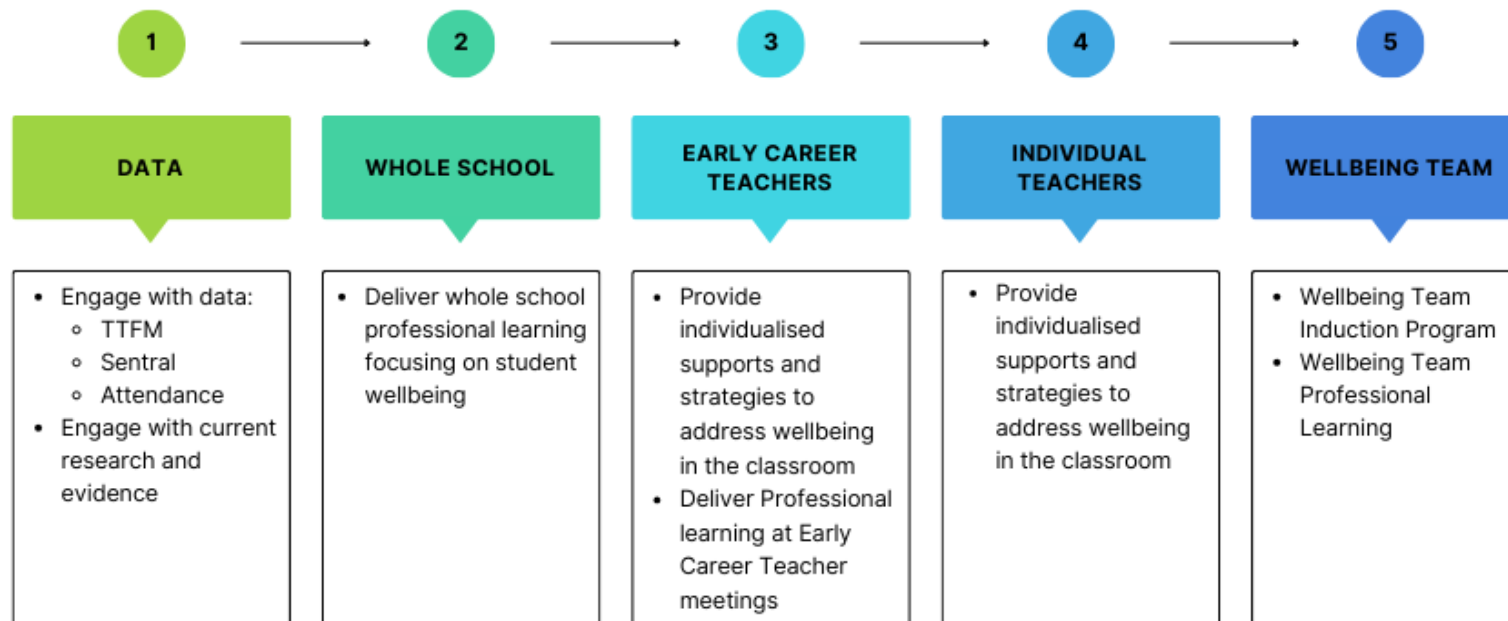 1
2
3
4
5
DATA
WHOLE SCHOOL
EARLY CAREER
TEACHERS
INDIVIDUAL
TEACHERS
WELLBEING TEAM
• Engage with data:
◦ TTFM
◦ Sentral
◦ Attendance
• Engage with current
research and
evidence
• Deliver whole school
professional learning
focusing on student
wellbeing
• Provide
individualised
supports and
strategies to
address wellbeing
in the classroom
• Deliver Professional
learning at Early
Career Teacher
meetings
• Provide
individualised
supports and
strategies to
address wellbeing
in the classroom
• Wellbeing Team
Induction Program
• Wellbeing Team
Professional
Learning